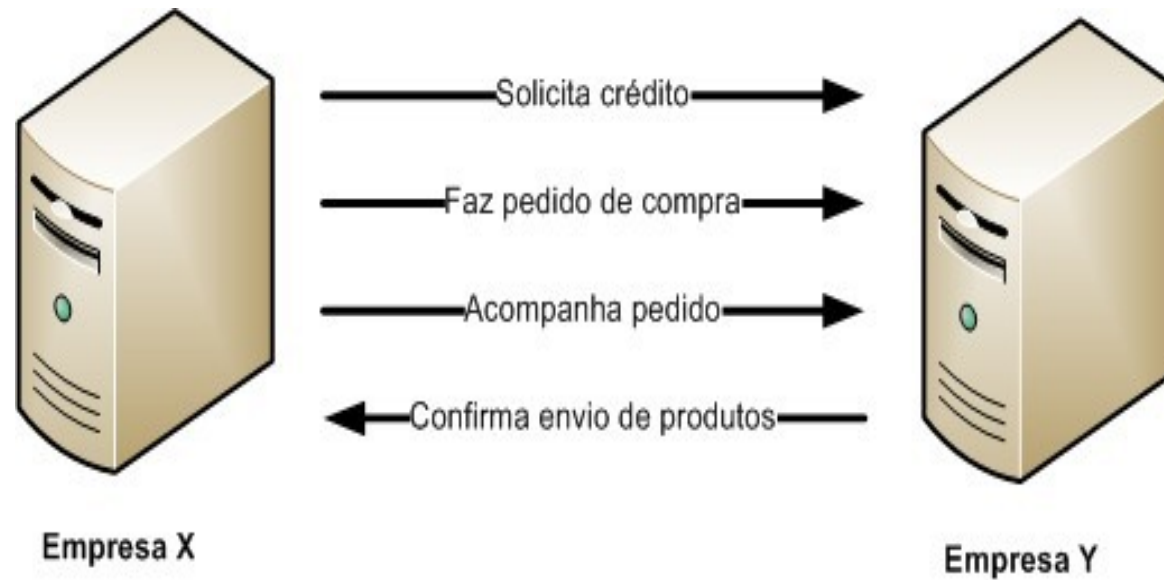 Solicita crédito
Faz pedido de compra
Acompanha pedido
Confirma envio de produtos
Empresa X
Empresa Y